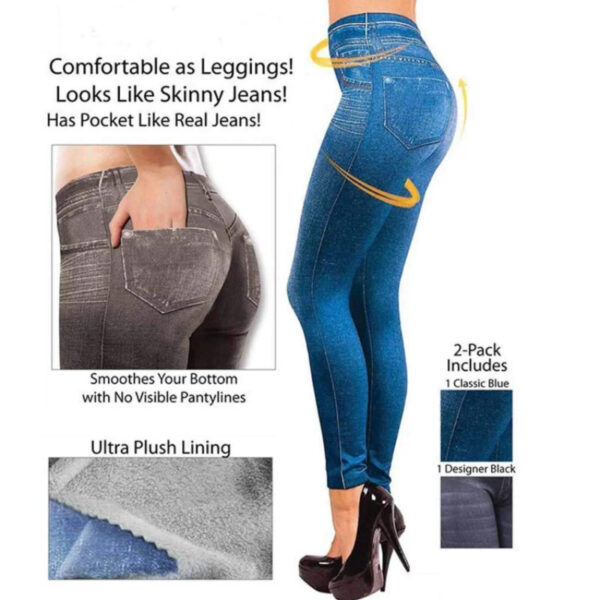 Comfortable as Leggings!
Looks Like Skinny Jeans!
Has Pocket Like Real Jeans!
Smoothes Your Bottom
with No Visible Pantylines
Ultra Plush Lining
2-Pack
Includes
1 Classic Blue
1 Designer Black